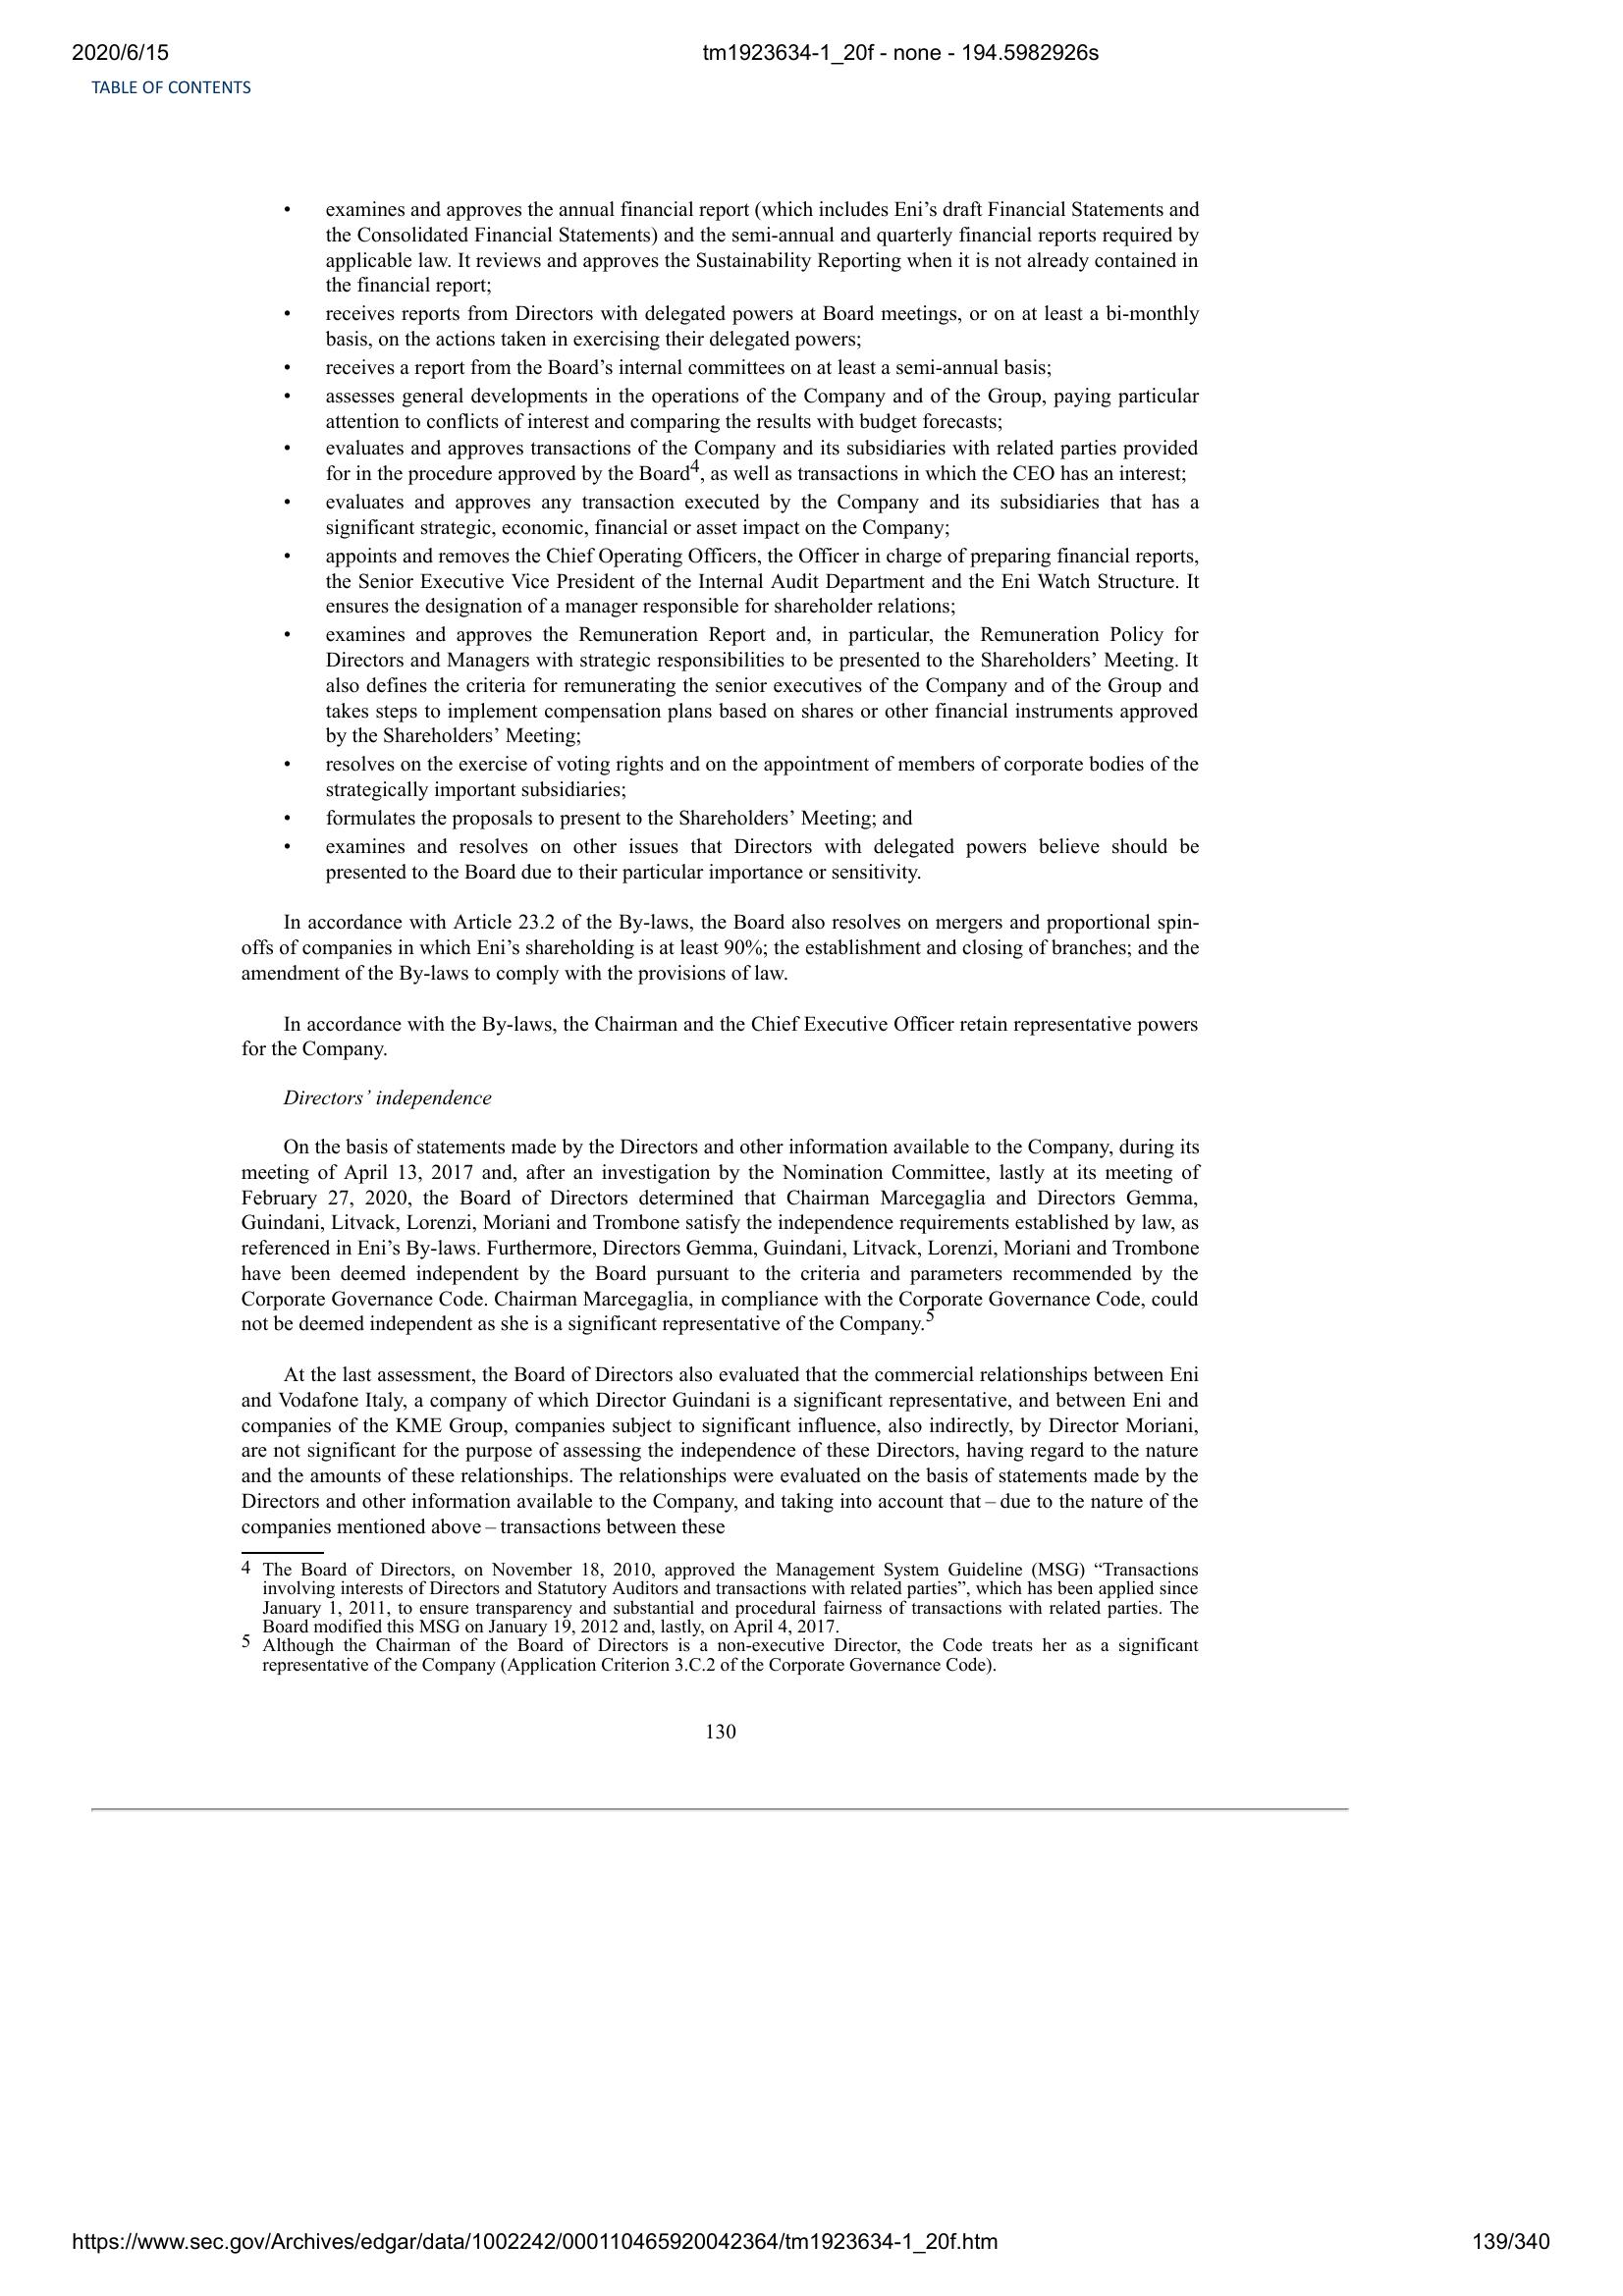 2020/6/15
tm1923634-1_20f - none - 194.5982926s
TABLE OF CONTENTS
• examines and approves the annual financial report (which includes Eni’s draft Financial Statements and
the Consolidated Financial Statements) and the semi-annual and quarterly financial reports required by
applicable law. It reviews and approves the Sustainability Reporting when it is not already contained in
the financial report;
• receives reports from Directors with delegated powers at Board meetings, or on at least a bi-monthly
basis, on the actions taken in exercising their delegated powers;
• receives a report from the Board’s internal committees on at least a semi-annual basis;
• assesses general developments in the operations of the Company and of the Group, paying particular
attention to conflicts of interest and comparing the results with budget forecasts;
• evaluates and approves transactions of the Company and its subsidiaries with related parties provided
for in the procedure approved by the Board4, as well as transactions in which the CEO has an interest;
• evaluates and approves any transaction executed by the Company and its subsidiaries that has a
significant strategic, economic, financial or asset impact on the Company;
• appoints and removes the Chief Operating Officers, the Officer in charge of preparing financial reports,
the Senior Executive Vice President of the Internal Audit Department and the Eni Watch Structure. It
ensures the designation of a manager responsible for shareholder relations;
• examines and approves the Remuneration Report and, in particular, the Remuneration Policy for
Directors and Managers with strategic responsibilities to be presented to the Shareholders’ Meeting. It
also defines the criteria for remunerating the senior executives of the Company and of the Group and
takes steps to implement compensation plans based on shares or other financial instruments approved
by the Shareholders’ Meeting;
• resolves on the exercise of voting rights and on the appointment of members of corporate bodies of the
strategically important subsidiaries;
• formulates the proposals to present to the Shareholders’ Meeting; and
• examines and resolves on other issues that Directors with delegated powers believe should be
presented to the Board due to their particular importance or sensitivity.
In accordance with Article 23.2 of the By-laws, the Board also resolves on mergers and proportional spin-
offs of companies in which Eni’s shareholding is at least 90%; the establishment and closing of branches; and the
amendment of the By-laws to comply with the provisions of law.
In accordance with the By-laws, the Chairman and the Chief Executive Officer retain representative powers
for the Company.
Directors’ independence
On the basis of statements made by the Directors and other information available to the Company, during its
meeting of April 13, 2017 and, after an investigation by the Nomination Committee, lastly at its meeting of
February 27, 2020, the Board of Directors determined that Chairman Marcegaglia and Directors Gemma,
Guindani, Litvack, Lorenzi, Moriani and Trombone satisfy the independence requirements established by law, as
referenced in Eni’s By-laws. Furthermore, Directors Gemma, Guindani, Litvack, Lorenzi, Moriani and Trombone
have been deemed independent by the Board pursuant to the criteria and parameters recommended by the
Corporate Governance Code. Chairman Marcegaglia, in compliance with the Corporate Governance Code, could
not be deemed independent as she is a significant representative of the Company.5
At the last assessment, the Board of Directors also evaluated that the commercial relationships between Eni
and Vodafone Italy, a company of which Director Guindani is a significant representative, and between Eni and
companies of the KME Group, companies subject to significant influence, also indirectly, by Director Moriani,
are not significant for the purpose of assessing the independence of these Directors, having regard to the nature
and the amounts of these relationships. The relationships were evaluated on the basis of statements made by the
Directors and other information available to the Company, and taking into account that – due to the nature of the
companies mentioned above – transactions between these
4 The Board of Directors, on November 18, 2010, approved the Management System Guideline (MSG) “Transactions
involving interests of Directors and Statutory Auditors and transactions with related parties”, which has been applied since
January 1, 2011, to ensure transparency and substantial and procedural fairness of transactions with related parties. The
Board modified this MSG on January 19, 2012 and, lastly, on April 4, 2017.
5 Although the Chairman of the Board of Directors is a non-executive Director, the Code treats her as a significant
representative of the Company (Application Criterion 3.C.2 of the Corporate Governance Code).
130
https://www.sec.gov/Archives/edgar/data/1002242/000110465920042364/tm1923634-1_20f.htm
139/340